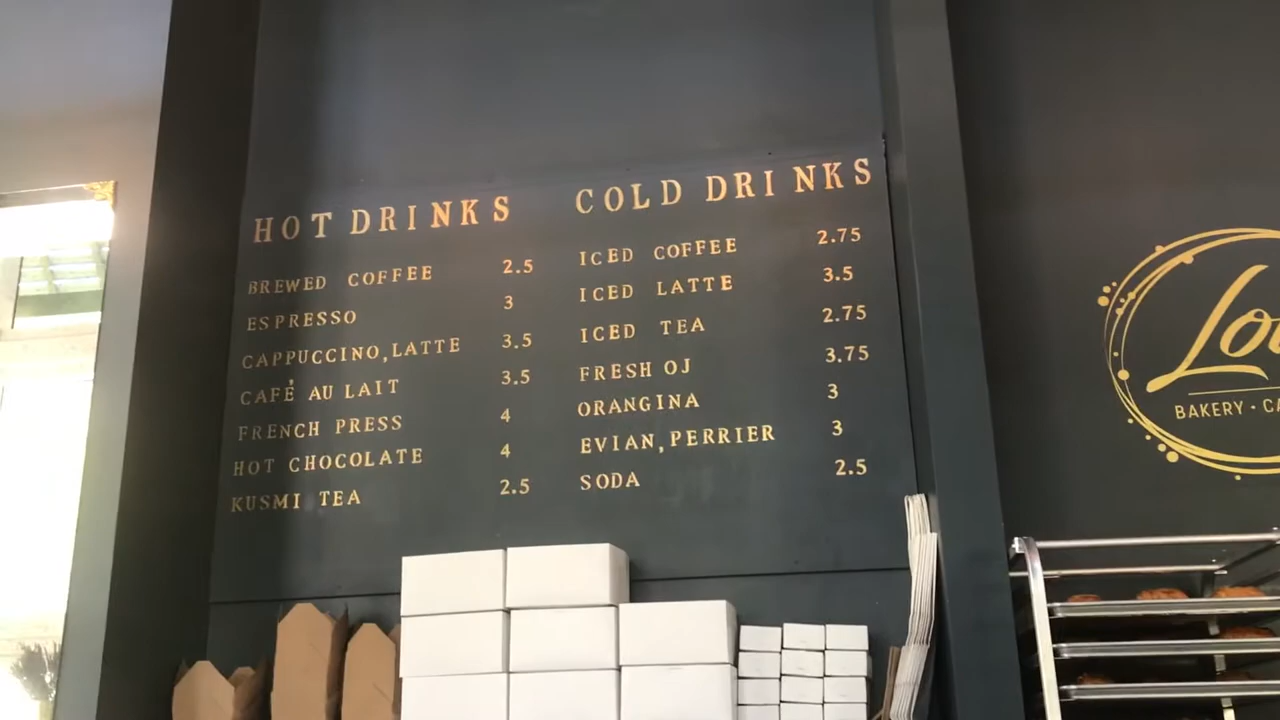 HOT DRINKS
BREWED COFFEE 2.5
ESPRESSO 3
CAPPUCCINO,LATTE 3.5
CAFÉ AU LAIT 3.5
FRENCH PRESS 4
HOT CHOCOLATE 4
KUSMI TEA 2.5
COLD DRINKS
ICED COFFEE 2.75
ICED LATTE 3.5
ICED TEA 2.75
FRESH OJ 3.75
ORANGINA 3
EVIAN,PERRIER 3
SODA 2.5
BAKERY •